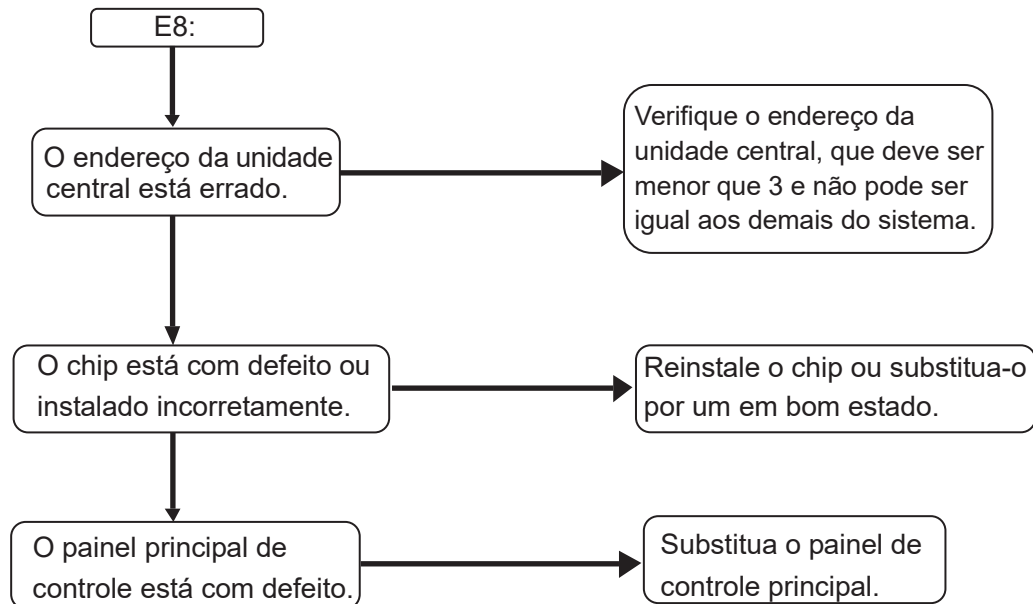 E8:
O endereço da unidade
central está errado.
Verifique o endereço da
unidade central, que deve ser
menor que 3 e não pode ser
igual aos demais do sistema.
O chip está com defeito ou
instalado incorretamente.
Reinstale o chip ou substitua-o
por um em bom estado.
O painel principal de
controle está com defeito.
Substitua o painel de
controle principal.